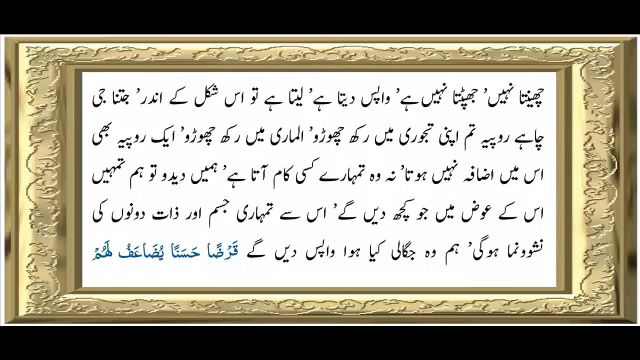 چھینتا نہیں’ جھپٹتا نہیں ہے’ واپس دیتا ہے’ لیتا ہے تو اس شکل کے اندر’ جتنا جی
چاہے روپیہ تم اپنی تجوری میں رکھ چھوڑو’ الماری میں رکھ چھوڑو’ ایک روپیہ بھی
اس میں اضافہ نہیں ہوتا’ نہ وہ تمہارے کسی کام آتا ہے’ ہمیں دیدو تو ہم تمہیں
اس کے عوض میں جو کچھ دیں گے’ اس سے تمہاری جسم اور ذات دونوں کی
نشوونما ہوگی’ ہم وہ جگالی کیا ہوا واپس دیں گے قَرْضًا حَسَنًا يُضَاعَفُ لَهُمْ